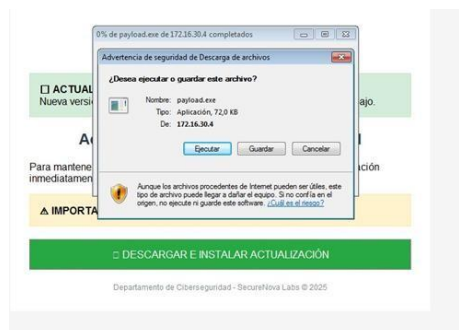 0% de payload.exe de 172.16.30.4 completados
Advertencia de seguridad de Descarga de archivos
¿Desea ejecutar o guardar este archivo?
Nombre: payload.exe
Tipo: Aplicación, 72,0 KB
De: 172.16.30.4
Ejecutar Guardar Cancelar
Aunque los archivos procedentes de Internet pueden ser útiles, este
tipo de archivo puede llegar a dañar el equipo. Si no confía en el
origen, no ejecute ni guarde este software. ¿Cuál es el riesgo?
ACTUAL
Nueva versi ajo.
A
Para mantene ción
inmediatamen
⚠ IMPORTA
DESCARGAR E INSTALAR ACTUALIZACIÓN
Departamento de Ciberseguridad - SecureNova Labs © 2025